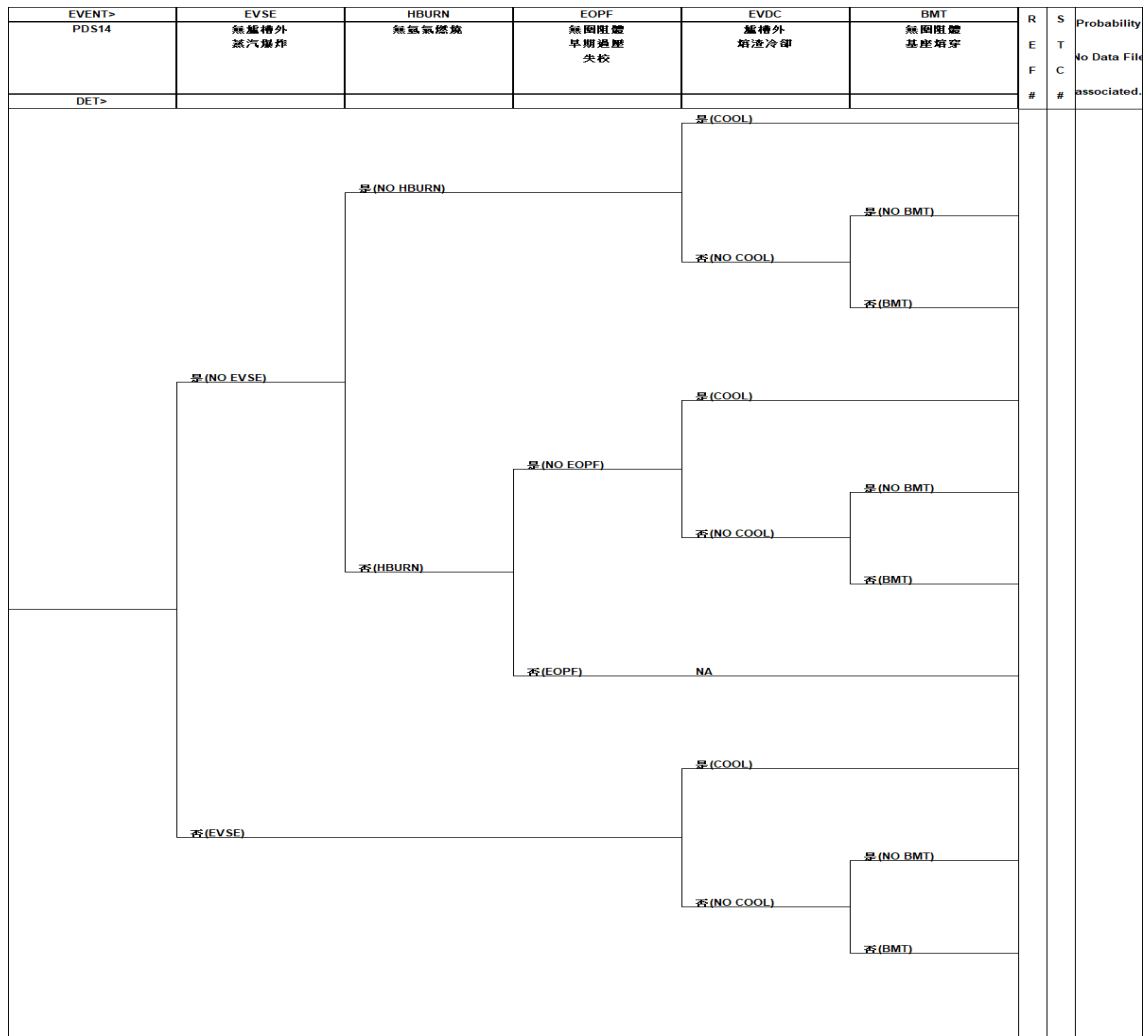 EVENT> EVSE HBURN EOPF EVDC BMT R S Probability
PDS14 無爐槽外 無氫氣燃燒 無圍阻體 爐槽外 無圍阻體
蒸汽爆炸 早期過壓 熔渣冷卻 基座熔穿 E T
失校 No Data File
F C
DET> # # associated.
是(COOL)
是(NO HBURN)
是(NO BMT)
否(NO COOL)
否(BMT)
是(NO EVSE)
是(COOL)
是(NO EOPF)
是(NO BMT)
否(NO COOL)
否(HBURN)
否(BMT)
否(EOPF) NA
是(COOL)
否(EVSE)
是(NO BMT)
否(NO COOL)
否(BMT)